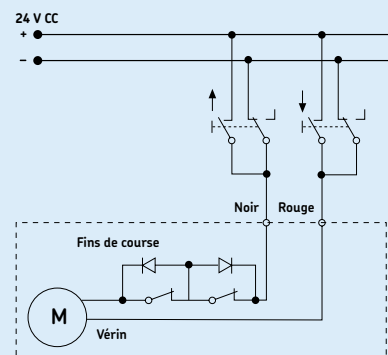 24 V CC
+
–
Noir Rouge
Fins de course
M
Vérin